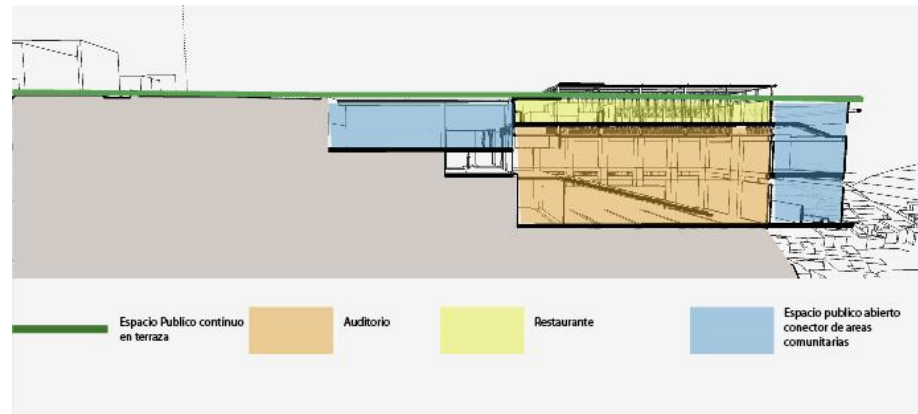 Espacio Publico continuo
en terraza
Auditorio
Restaurante
Espacio publico abierto
conector de areas
comunitarias